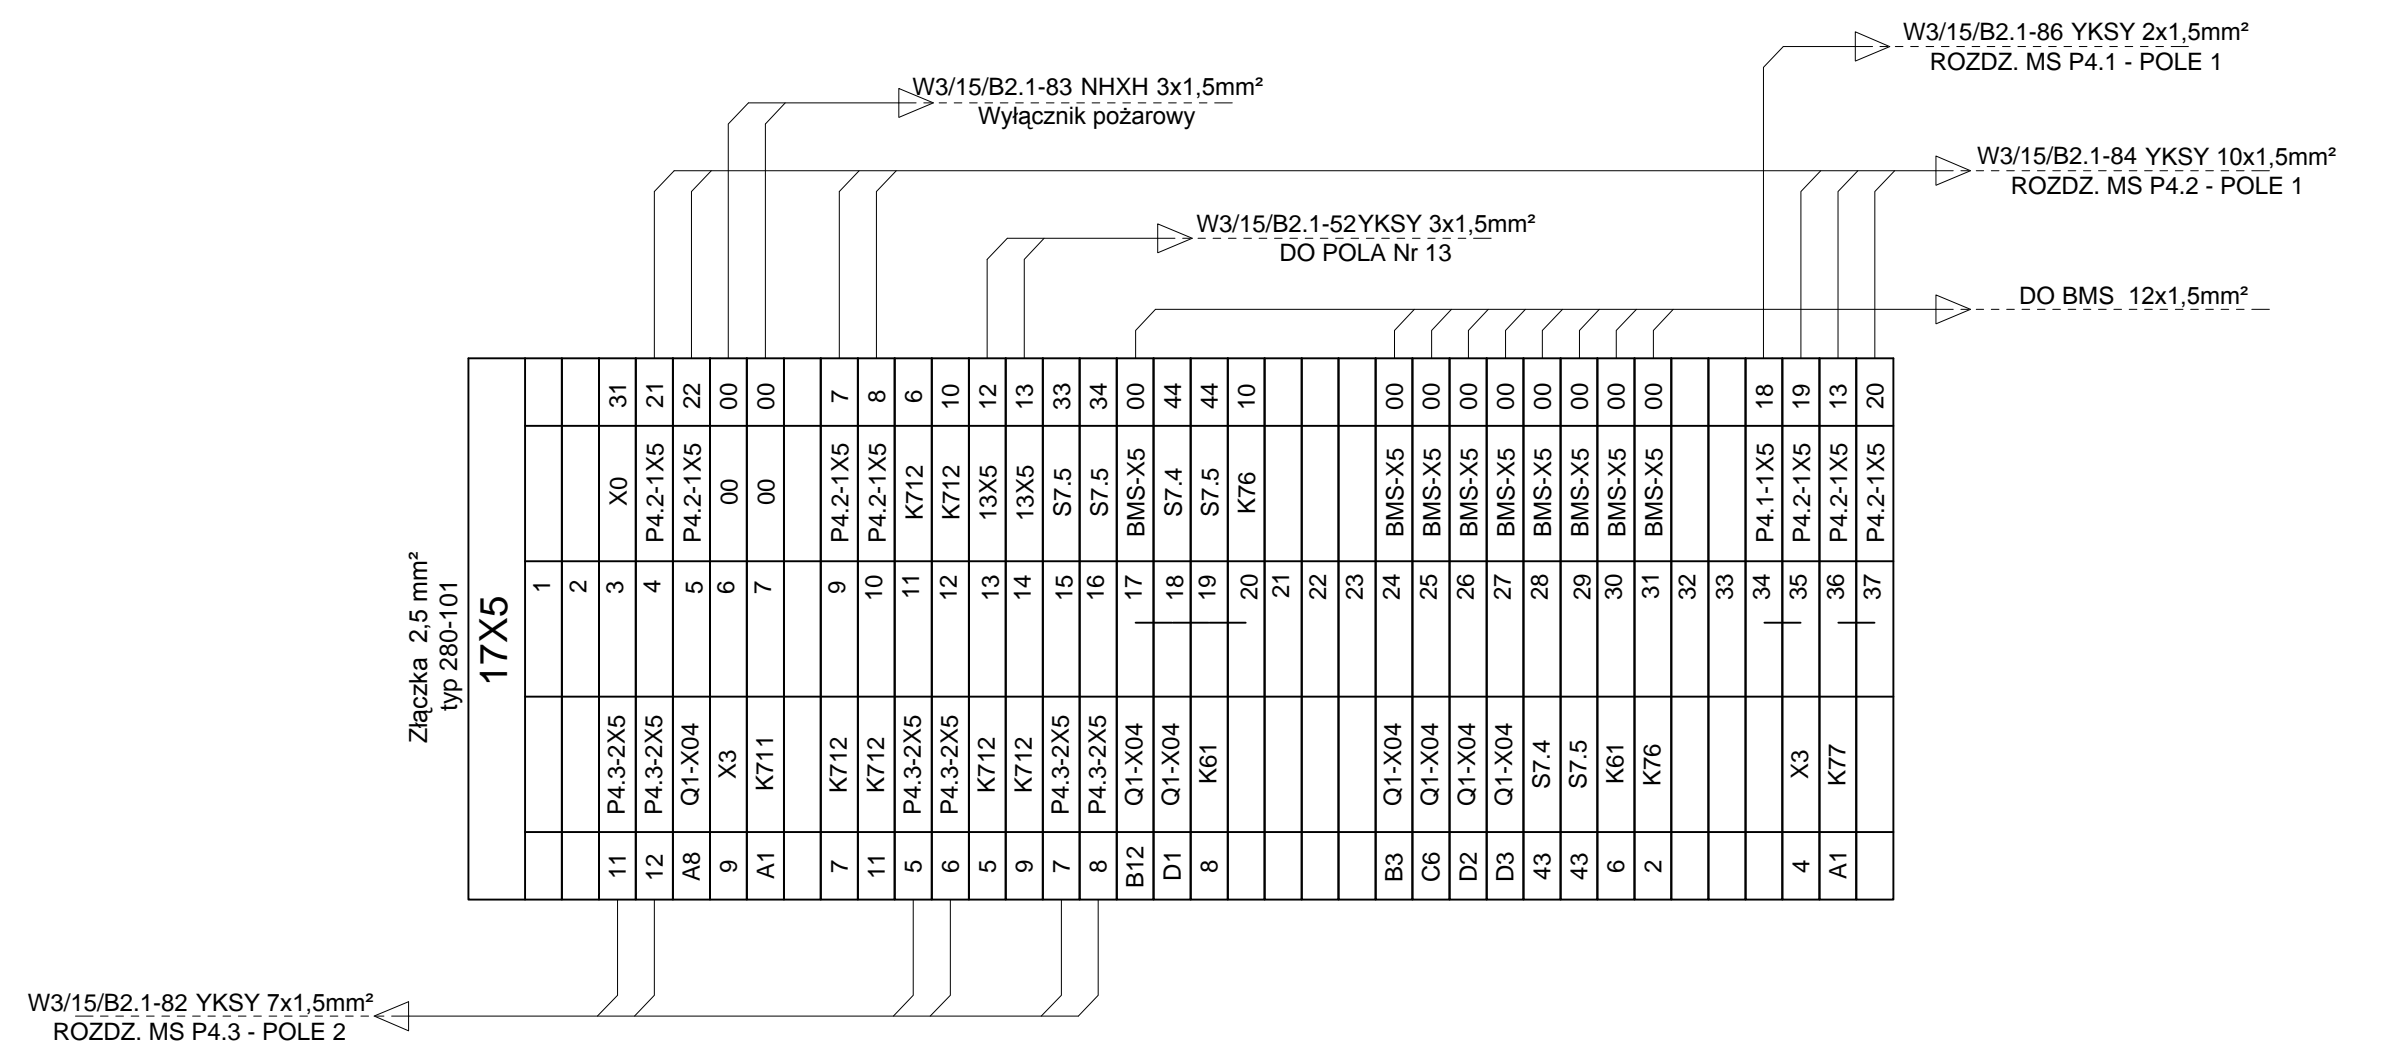 W3/15/B2.1-86 YKSY 2x1,5mm²
ROZDZ. MS P4.1 - POLE 1
W3/15/B2.1-83 NHXH 3x1,5mm²
Wyłącznik pożarowy
W3/15/B2.1-84 YKSY 10x1,5mm²
ROZDZ. MS P4.2 - POLE 1
W3/15/B2.1-52YKSY 3x1,5mm²
DO POLA Nr 13
DO BMS 12x1,5mm²
Złączka 2,5 mm²
typ 280-101
17X5
31 21 22 00 00 7 8 6 10 12 13 33 34 00 44 44 10 00 00 00 00 00 00 00 00 18 19 13 20
X0 P4.2-1X5 P4.2-1X5 00 00 P4.2-1X5 P4.2-1X5 K712 K712 13X5 13X5 S7.5 S7.5 BMS-X5 S7.4 S7.5 K76 BMS-X5 BMS-X5 BMS-X5 BMS-X5 BMS-X5 BMS-X5 BMS-X5 BMS-X5 P4.1-1X5 P4.2-1X5 P4.2-1X5 P4.2-1X5
1 2 3 4 5 6 7 9 10 11 12 13 14 15 16 17 18 19 20 21 22 23 24 25 26 27 28 29 30 31 32 33 34 35 36 37
P4.3-2X5 P4.3-2X5 Q1-X04 X3 K711 K712 K712 P4.3-2X5 P4.3-2X5 K712 K712 P4.3-2X5 P4.3-2X5 Q1-X04 Q1-X04 K61 Q1-X04 Q1-X04 Q1-X04 Q1-X04 S7.4 S7.5 K61 K76 X3 K77
11 12 A8 9 A1 7 11 5 6 5 9 7 8 B12 D1 8 B3 C6 D2 D3 43 43 6 2 4 A1
W3/15/B2.1-82 YKSY 7x1,5mm²
ROZDZ. MS P4.3 - POLE 2